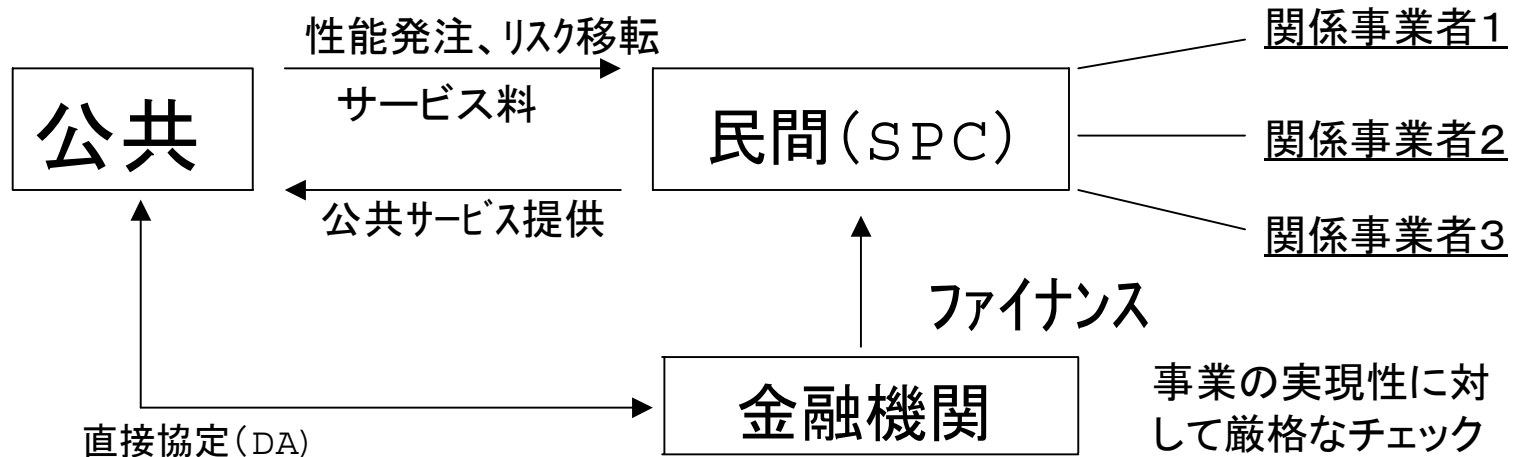 性能発注、リスク移転
サービス料
公共
民間(SPC)
公共サービス提供
関係事業者1
関係事業者2
関係事業者3
ファイナンス
金融機関
事業の実現性に対
して厳格なチェック
直接協定(DA)